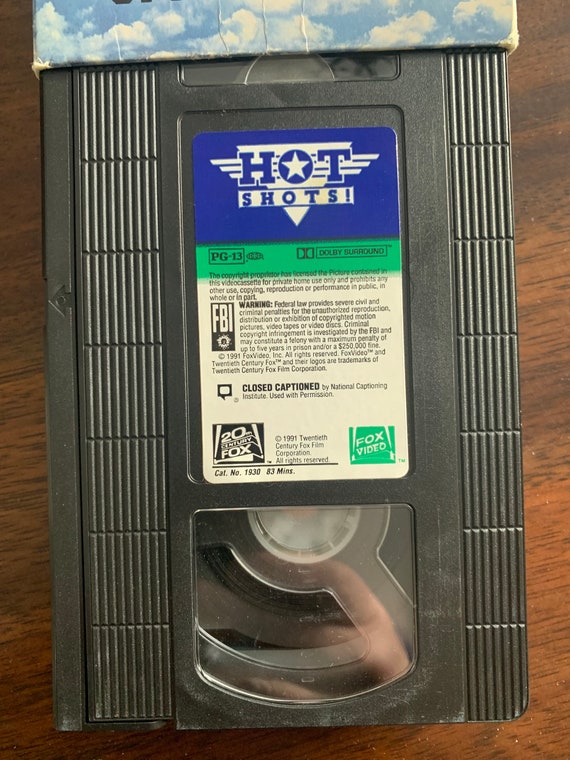 HOT
SHOTS!
PG-13
DOLBY SURROUND
The copyright proprietor has licensed the Picture contained in
this videocassette for private home use only and prohibits any
other use, copying, reproduction or performance in public, in
whole or in part.
FBI
WARNING: Federal law provides severe civil and
criminal penalties for the unauthorized reproduction,
distribution or exhibition of copyrighted motion
pictures, video tapes or video discs. Criminal
copyright infringement is investigated by the FBI and
may constitute a felony with a maximum penalty of
up to five years in prison and/or a $250,000 fine.
© 1991 FoxVideo, Inc. All rights reserved. FoxVideo™ and
Twentieth Century Fox™ and their logos are trademarks of
Twentieth Century Fox Film Corporation.
CLOSED CAPTIONED by National Captioning
® Institute. Used with Permission.
20th
CENTURY
FOX
™
© 1991 Twentieth
Century Fox Film
Corporation.
All rights reserved.
FOX
VIDEO
™
Cat. No. 1930 83 Mins.